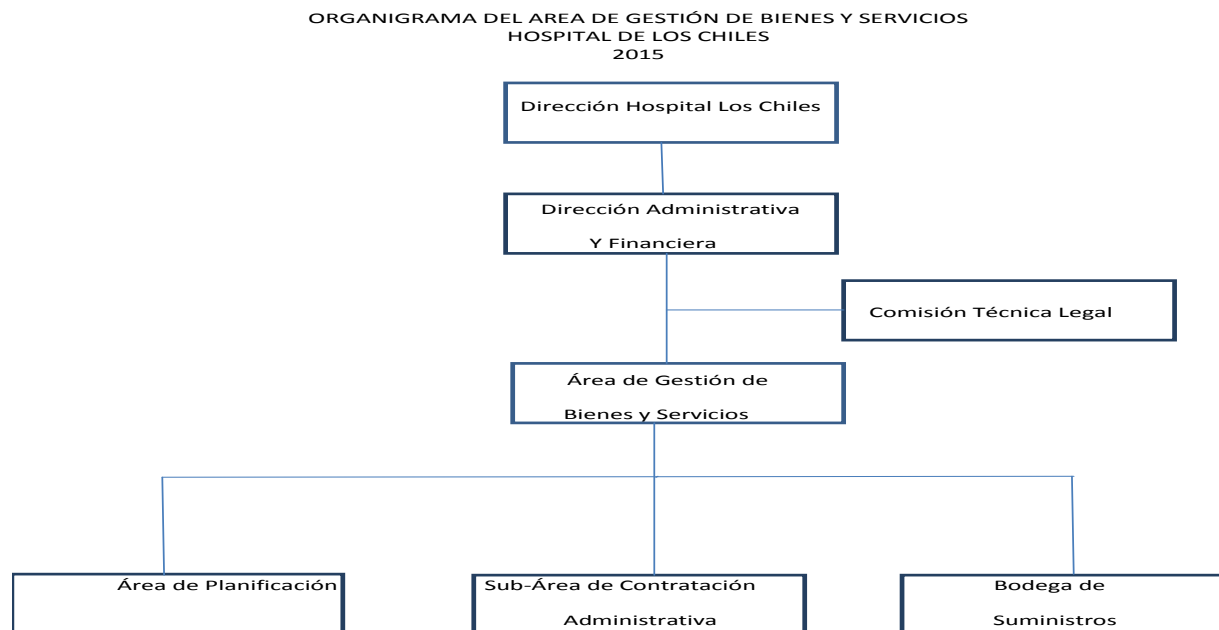 ORGANIGRAMA DEL AREA DE GESTIÓN DE BIENES Y SERVICIOS
HOSPITAL DE LOS CHILES
2015
Dirección Hospital Los Chiles
Dirección Administrativa
Y Financiera
Comisión Técnica Legal
Área de Gestión de
Bienes y Servicios
Área de Planificación
Sub-Área de Contratación
Administrativa
Bodega de
Suministros